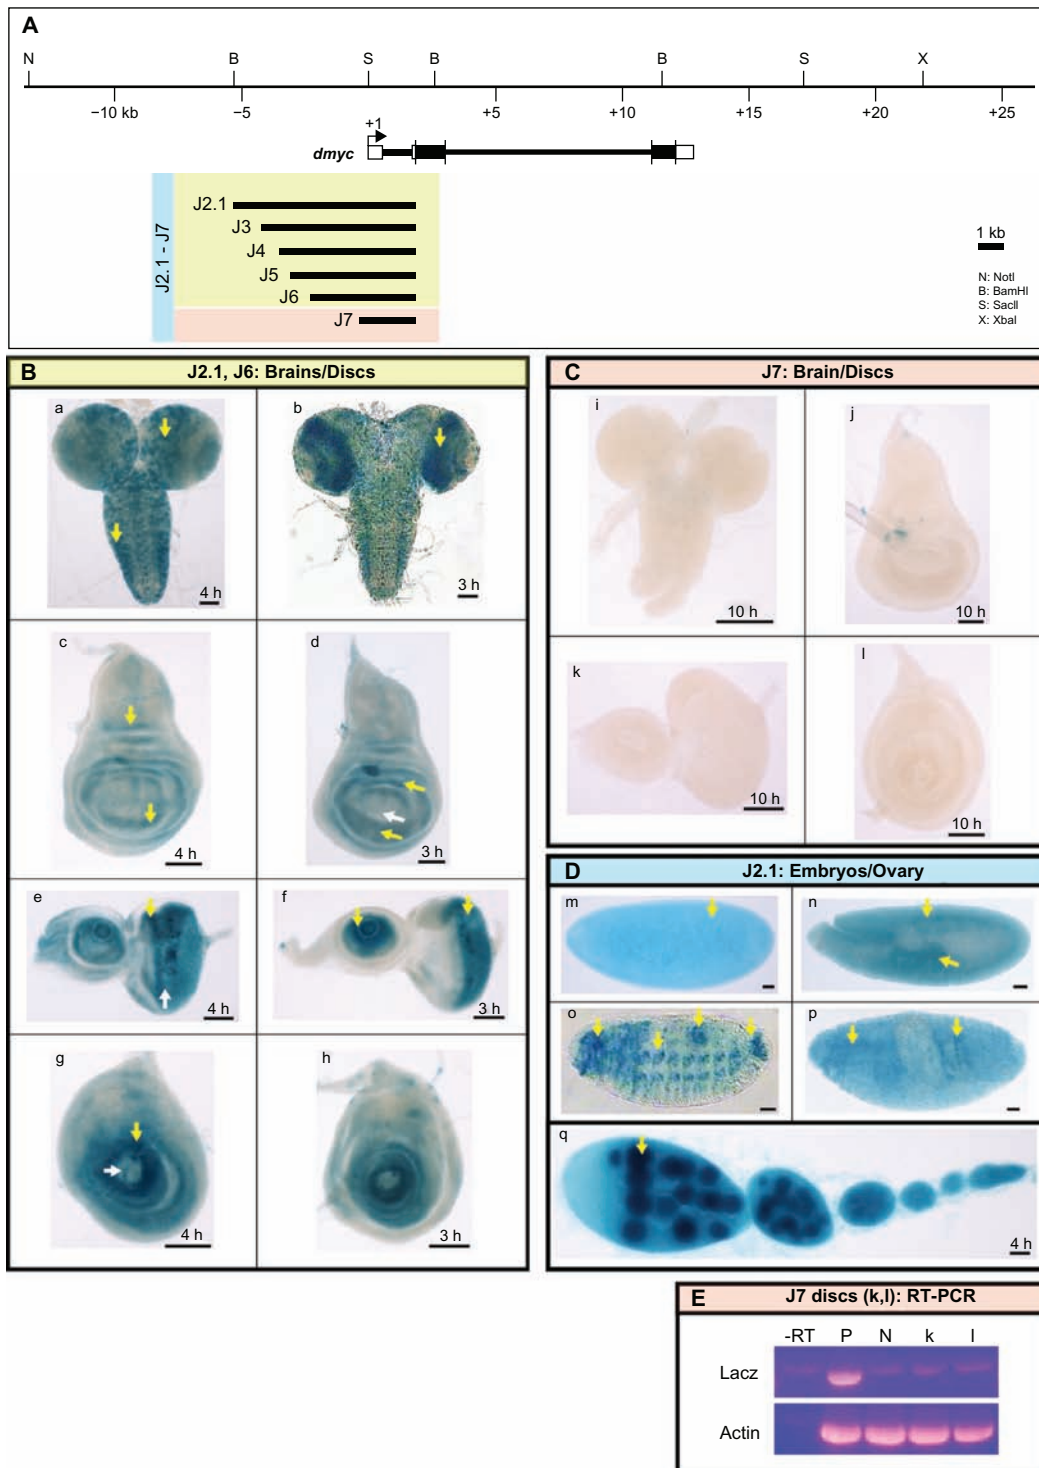 A
N B S B B S X
−10 kb −5 +5 +10 +15 +20 +25
+1
dmyc
J2.1 - J7
J2.1
J3
J4
J5
J6
J7
1 kb
N: NotI
B: BamHI
S: SacII
X: XbaI
B J2.1, J6: Brains/Discs
a b
4 h 3 h
c d
4 h 3 h
e f
4 h 3 h
g h
4 h 3 h
C J7: Brain/Discs
i j
10 h 10 h
k l
10 h 10 h
D J2.1: Embryos/Ovary
m n
o p
q
4 h
E J7 discs (k,l): RT-PCR
-RT P N k l
Lacz
Actin